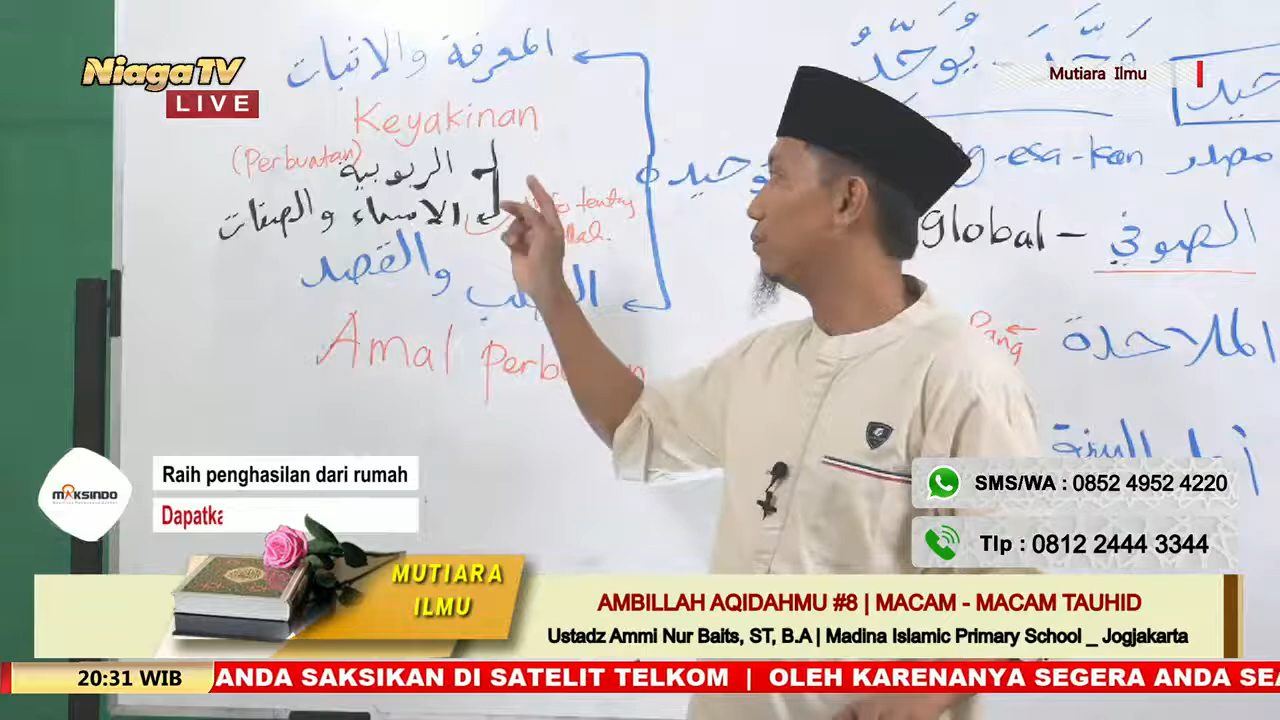 NiagaTV
LIVE
Mutiara Ilmu
المعرفة والاثبات
Keyakinan
(Perbuatan)
الربوبية
الاسماء والصفات
والقصد
Amal
توحيد
يُوَحِّدُ
مصدر
esa-kan
global - الصوفي
الملاحدة
MAKSINDO
Raih penghasilan dari rumah
Dapatka
SMS/WA : 0852 4952 4220
Tlp : 0812 2444 3344
MUTIARA
ILMU
AMBILLAH AQIDAHMU #8 | MACAM - MACAM TAUHID
Ustadz Ammi Nur Baits, ST, B.A | Madina Islamic Primary School _ Jogjakarta
20:31 WIB
ANDA SAKSIKAN DI SATELIT TELKOM | OLEH KARENANYA SEGERA ANDA SEA